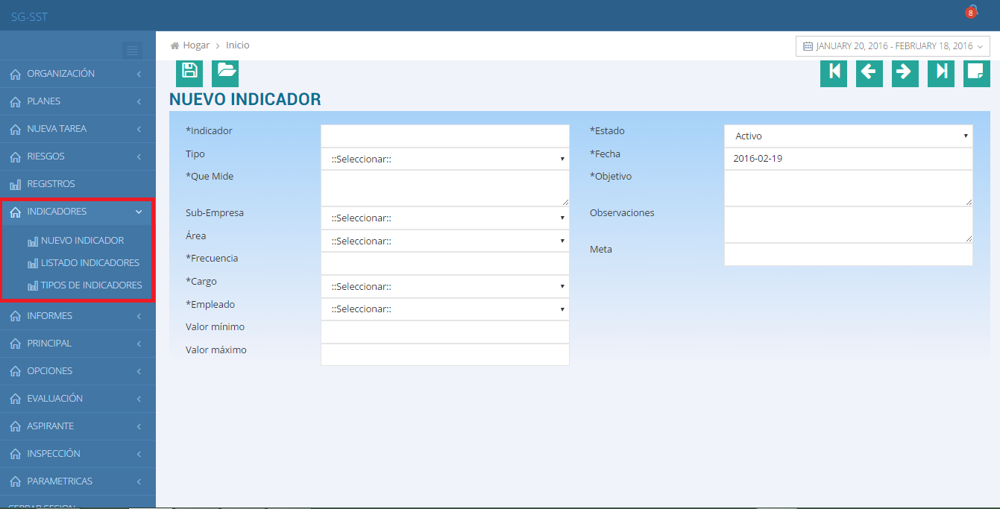 SG-SST
8
Hogar > Inicio
JANUARY 20, 2016 - FEBRUARY 18, 2016
ORGANIZACIÓN
PLANES
NUEVA TAREA
RIESGOS
REGISTROS
INDICADORES
NUEVO INDICADOR
LISTADO INDICADORES
TIPOS DE INDICADORES
INFORMES
PRINCIPAL
OPCIONES
EVALUACIÓN
ASPIRANTE
INSPECCIÓN
PARAMETRICAS
CERRAR SESION
NUEVO INDICADOR
*Indicador
Tipo ::Seleccionar::
*Que Mide
Sub-Empresa ::Seleccionar::
Área ::Seleccionar::
*Frecuencia
*Cargo ::Seleccionar::
*Empleado ::Seleccionar::
Valor mínimo
Valor máximo
*Estado Activo
*Fecha 2016-02-19
*Objetivo
Observaciones
Meta